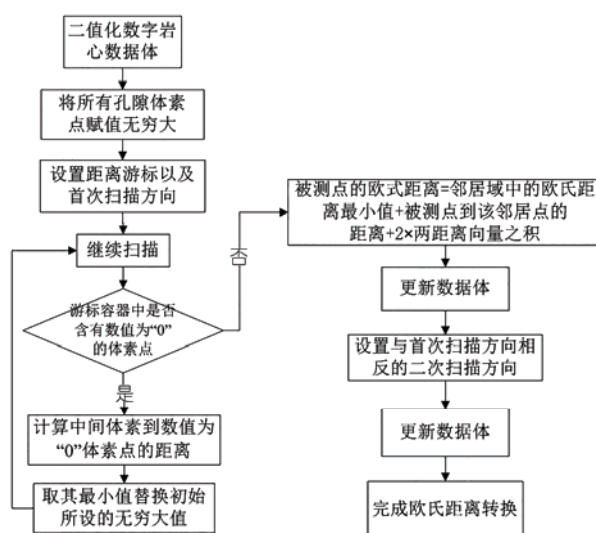 二值化数字岩
心数据体
将所有孔隙体素
点赋值无穷大
设置距离游标以及
首次扫描方向
继续扫描
游标容器中是否
含有数值为“0”
的体素点
是
计算中间体素到数值为
“0”体素点的距离
取其最小值替换初始
所设的无穷大值
否
被测点的欧式距离=邻居域中的欧氏距
离最小值+被测点到该邻居点的
距离+2×两距离向量之积
更新数据体
设置与首次扫描方向相
反的二次扫描方向
更新数据体
完成欧氏距离转换